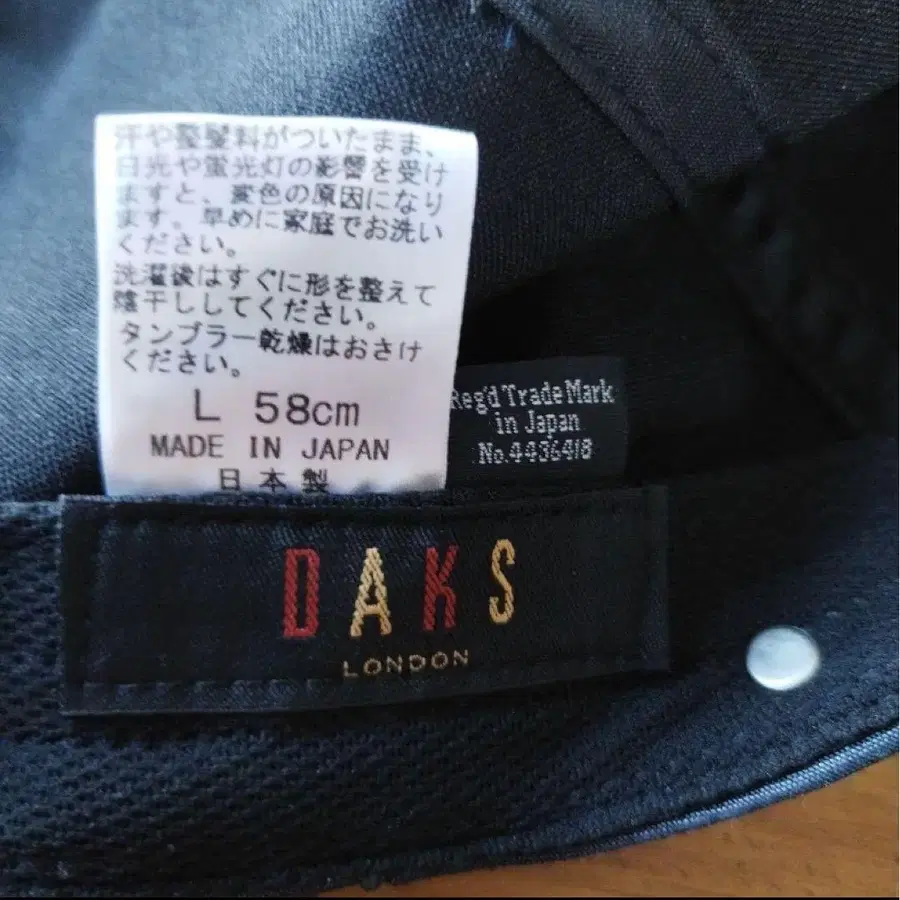 汗や整髪料がついたまま、
日光や蛍光灯の影響を受け
ますと、変色の原因になり
ます。早めに家庭でお洗い
ください。
洗濯後はすぐに形を整えて
陰干ししてください。
タンブラー乾燥はおさけ
ください。
L 58cm
MADE IN JAPAN
日本製
Reg'd Trade Mark
in Japan
No.4436418
DAKS
LONDON